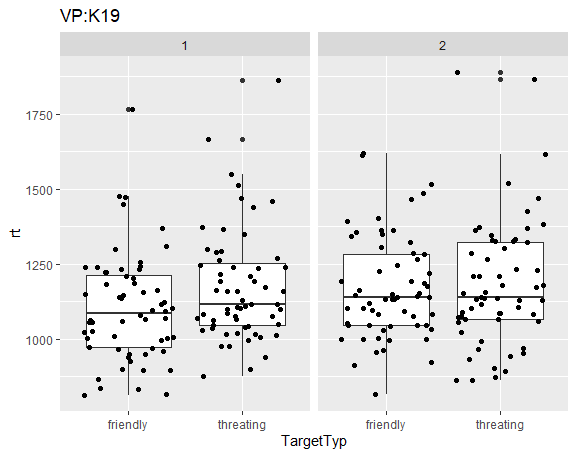 VP:K19
1 2
rt
1750
1500
1250
1000
friendly threating friendly threating
TargetTyp